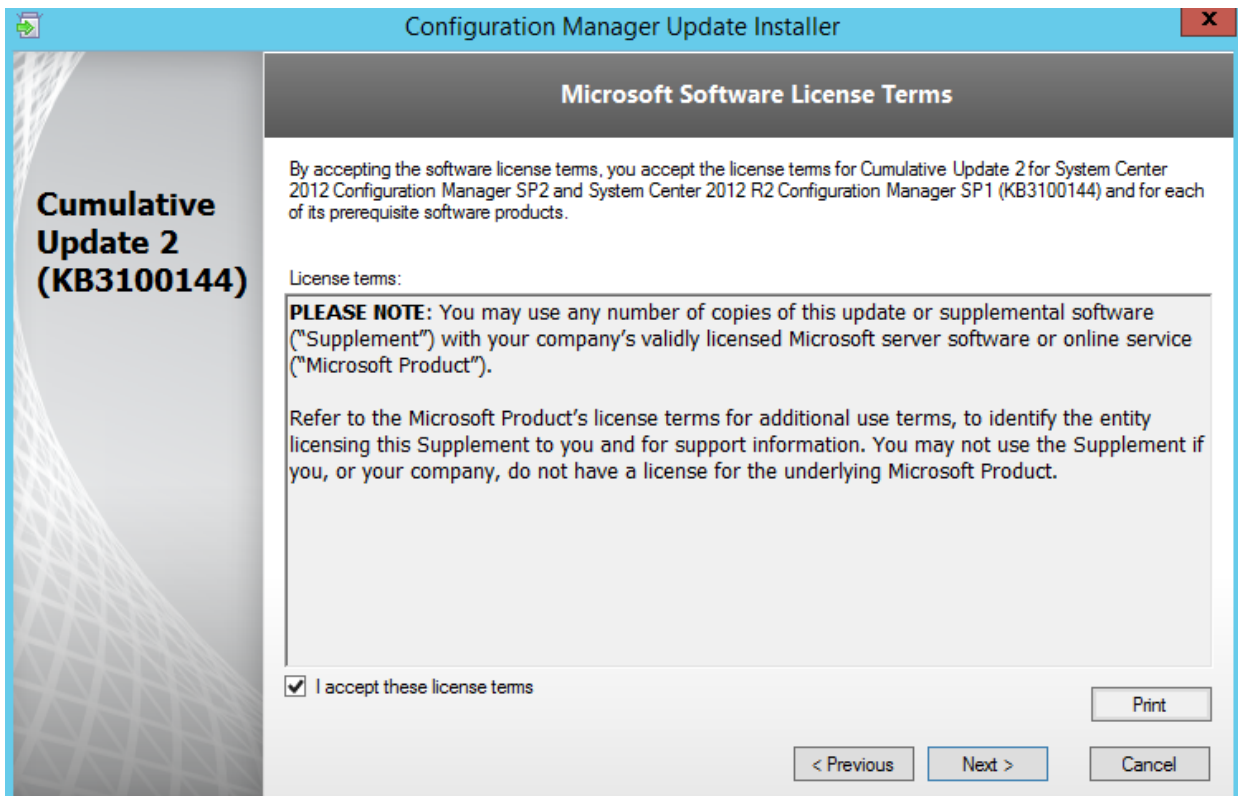 Configuration Manager Update Installer
x
Microsoft Software License Terms
Cumulative
Update 2
(KB3100144)
By accepting the software license terms, you accept the license terms for Cumulative Update 2 for System Center
2012 Configuration Manager SP2 and System Center 2012 R2 Configuration Manager SP1 (KB3100144) and for each
of its prerequisite software products.
License terms:
PLEASE NOTE: You may use any number of copies of this update or supplemental software
(“Supplement”) with your company’s validly licensed Microsoft server software or online service
(“Microsoft Product”).
Refer to the Microsoft Product’s license terms for additional use terms, to identify the entity
licensing this Supplement to you and for support information. You may not use the Supplement if
you, or your company, do not have a license for the underlying Microsoft Product.
I accept these license terms
Print
< Previous
Next >
Cancel